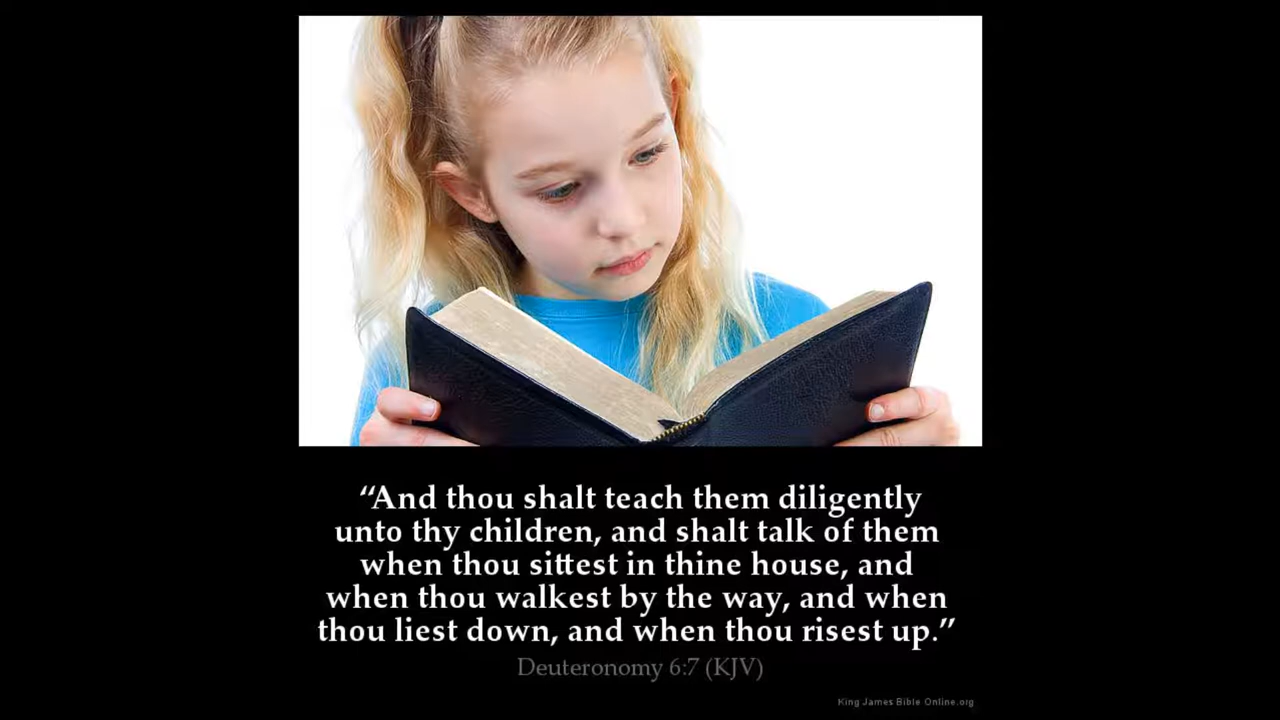 “And thou shalt teach them diligently
unto thy children, and shalt talk of them
when thou sittest in thine house, and
when thou walkest by the way, and when
thou liest down, and when thou risest up.”
Deuteronomy 6:7 (KJV)
King James Bible Online.org